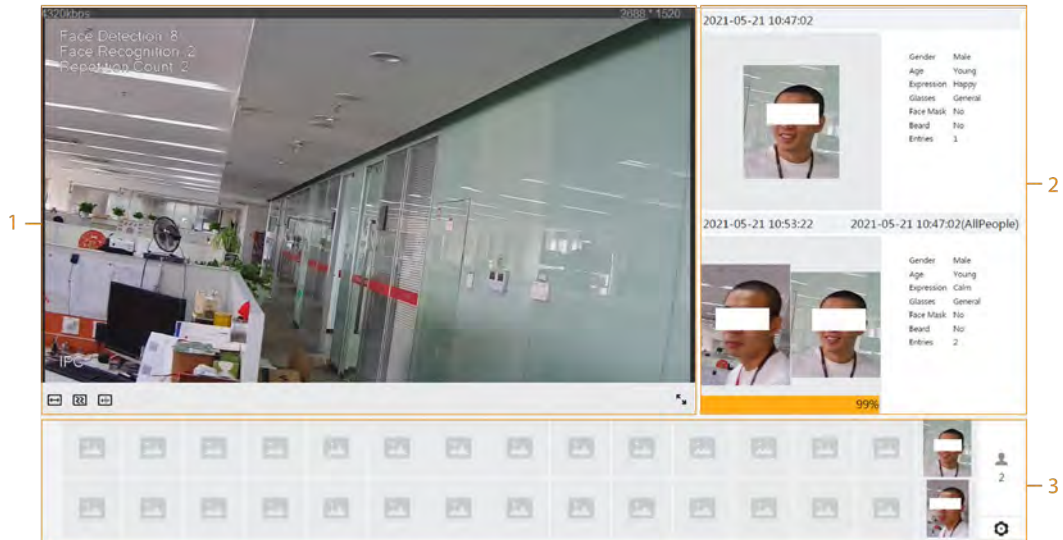 4320kbps 2688*1520
Face Detection :8
Face Recognition :2
Repetition Count :2
IPC
1
2021-05-21 10:47:02
Gender Male
Age Young
Expression Happy
Glasses General
Face Mask No
Beard No
Entries 1
2
2021-05-21 10:53:22 2021-05-21 10:47:02(AllPeople)
Gender Male
Age Young
Expression Calm
Glasses General
Face Mask No
Beard No
Entries 2
99%
2
3